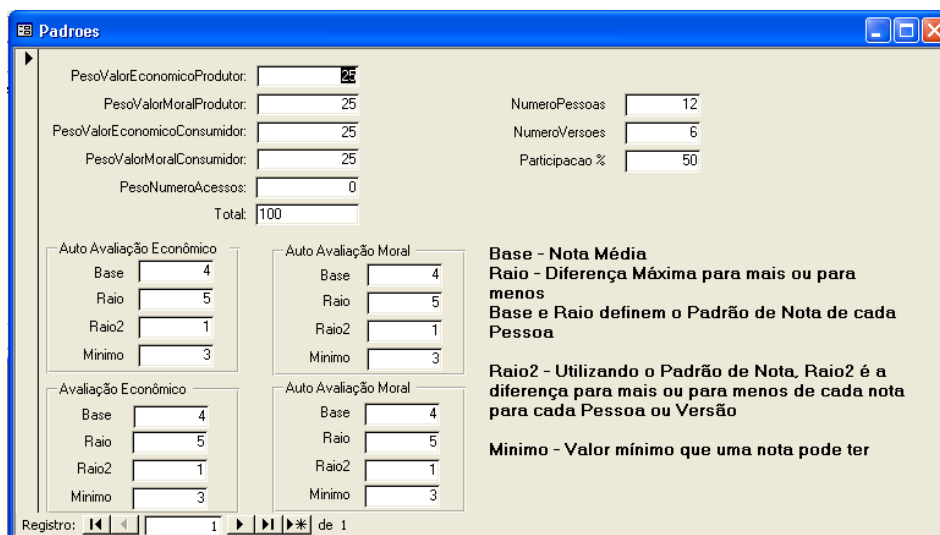 Padroes
PesoValorEconomicoProdutor: 25
PesoValorMoralProdutor: 25
PesoValorEconomicoConsumidor: 25
PesoValorMoralConsumidor: 25
PesoNumeroAcessos: 0
Total: 100
NumeroPessoas 12
NumeroVersoes 6
Participacao % 50
Auto Avaliação Econômico
Base 4
Raio 5
Raio2 1
Minimo 3
Auto Avaliação Moral
Base 4
Raio 5
Raio2 1
Minimo 3
Avaliação Econômico
Base 4
Raio 5
Raio2 1
Minimo 3
Auto Avaliação Moral
Base 4
Raio 5
Raio2 1
Minimo 3
Base - Nota Média
Raio - Diferença Máxima para mais ou para
menos
Base e Raio definem o Padrão de Nota de cada
Pessoa
Raio2 - Utilizando o Padrão de Nota, Raio2 é a
diferença para mais ou para menos de cada nota
para cada Pessoa ou Versão
Minimo - Valor mínimo que uma nota pode ter
Registro: 1 de 1